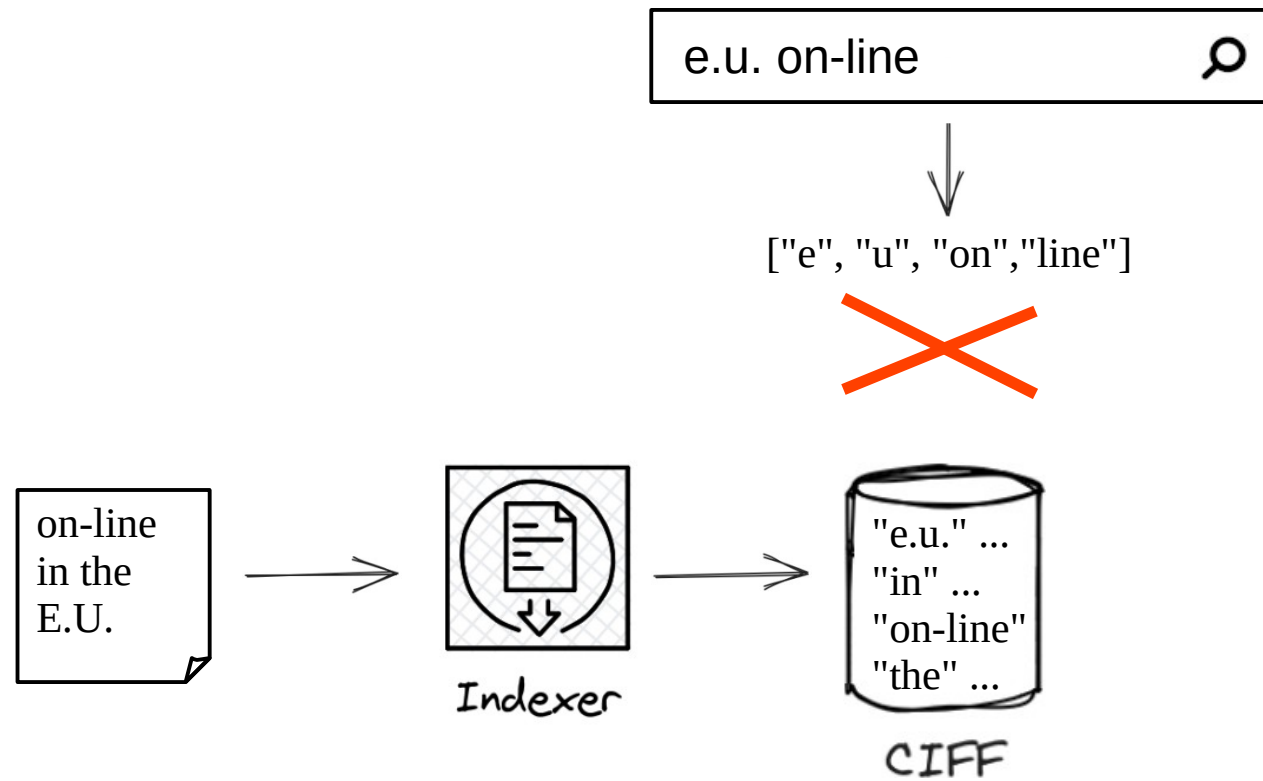 e.u. on-line
["e", "u", "on","line"]
on-line
in the
E.U.
Indexer
"e.u." ...
"in" ...
"on-line"
"the" ...
CIFF